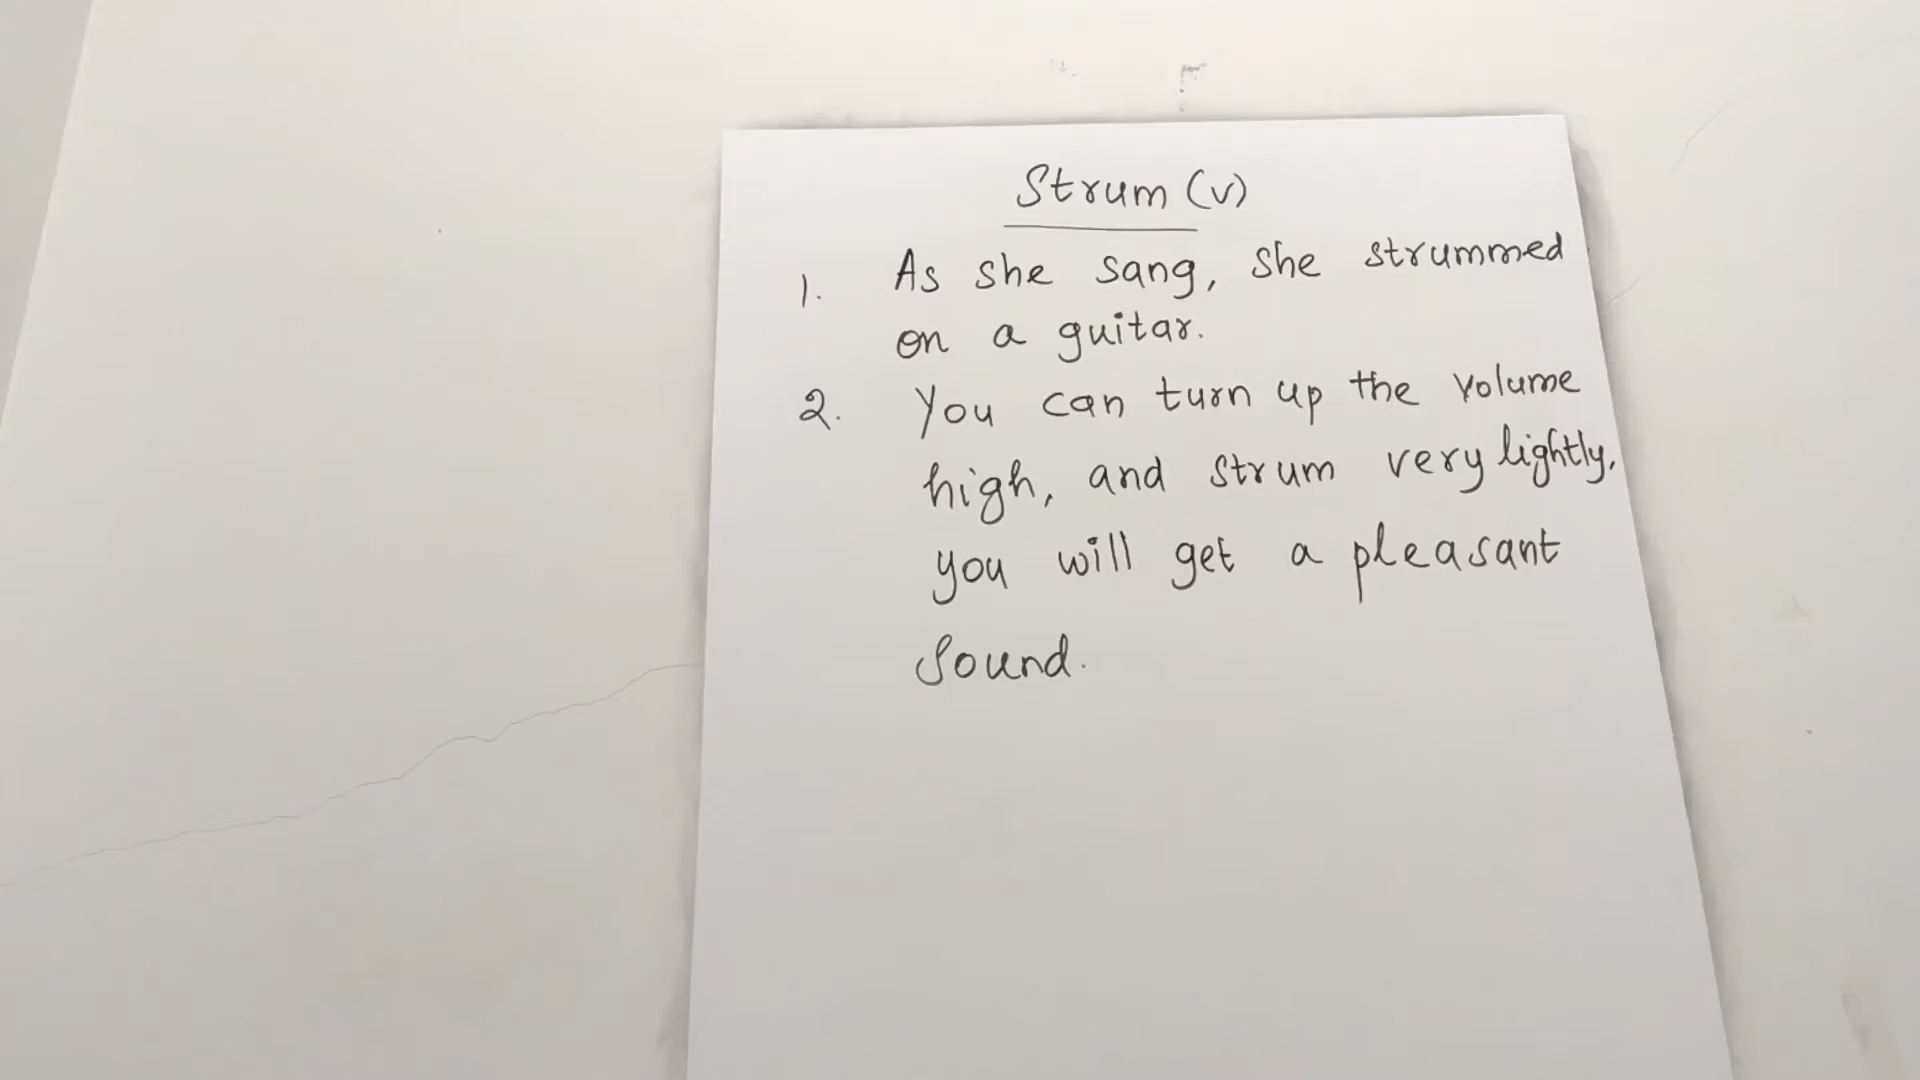 Strum (v)
1. As she sang, she strummed
on a guitar.
2. You can turn up the volume
high, and strum very lightly,
you will get a pleasant
sound.